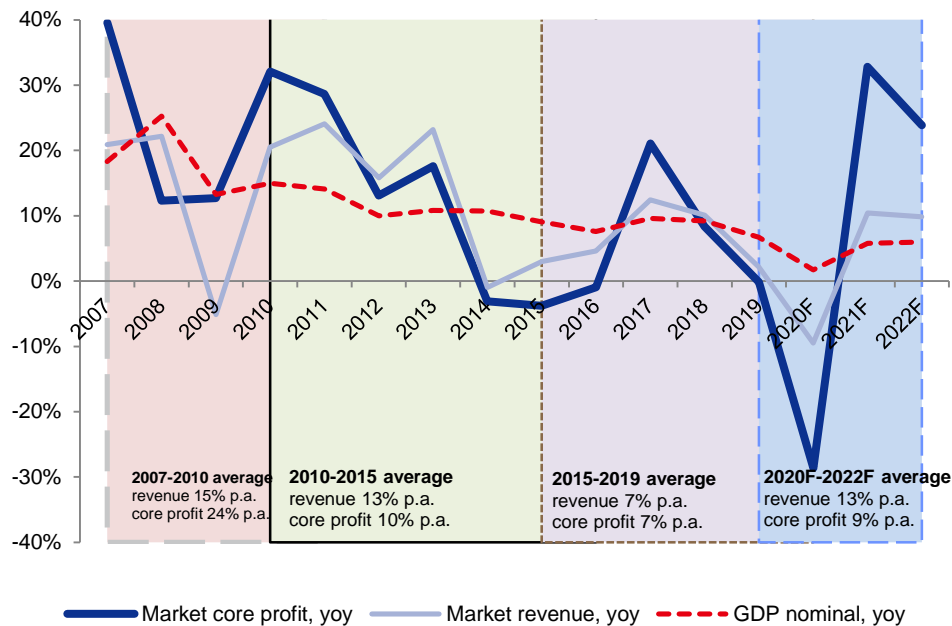 40%
30%
20%
10%
0%
-10%
-20%
-30%
-40%
2007
2008
2009
2010
2011
2012
2013
2014
2015
2016
2017
2018
2019
2020F
2021F
2022F
2007-2010 average
revenue 15% p.a.
core profit 24% p.a.
2010-2015 average
revenue 13% p.a.
core profit 10% p.a.
2015-2019 average
revenue 7% p.a.
core profit 7% p.a.
2020F-2022F average
revenue 13% p.a.
core profit 9% p.a.
Market core profit, yoy
Market revenue, yoy
GDP nominal, yoy